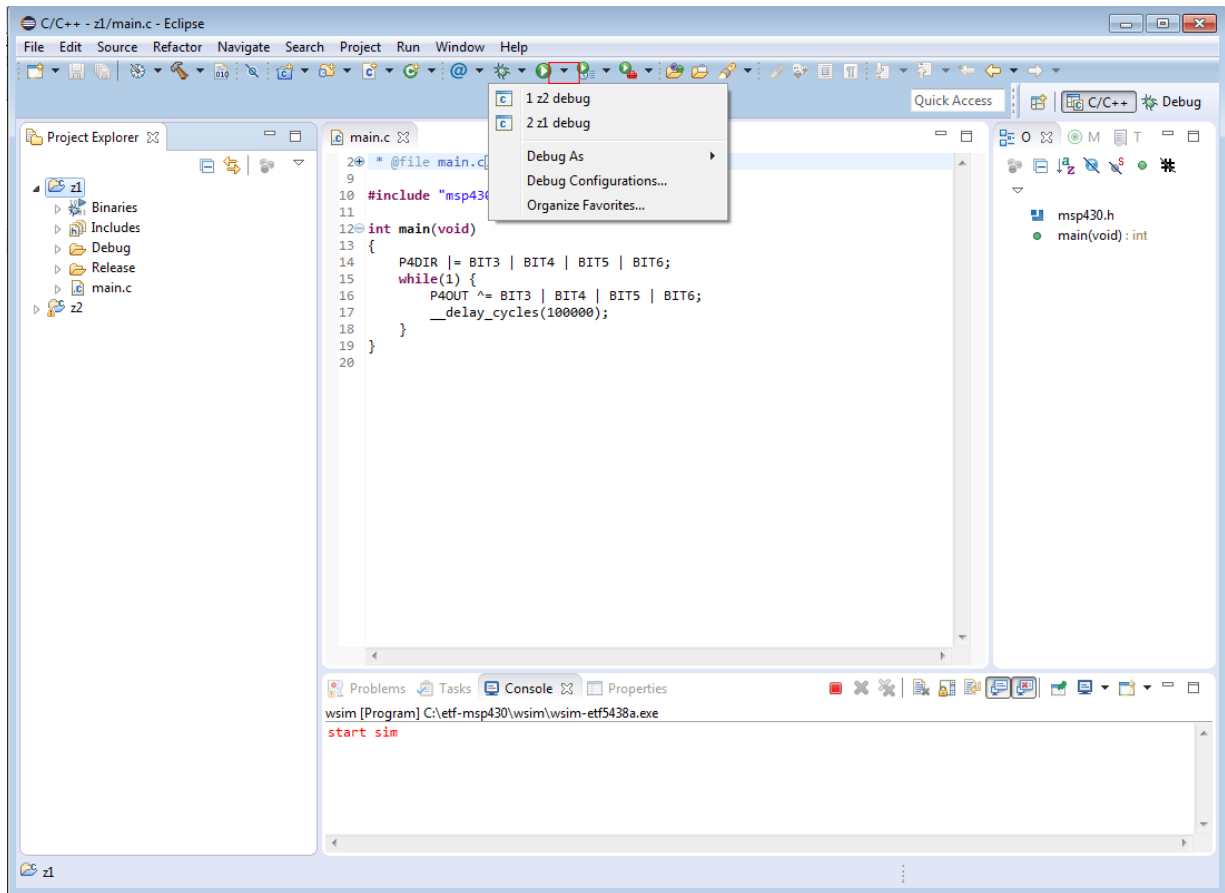 C/C++ - z1/main.c - Eclipse
File Edit Source Refactor Navigate Search Project Run Window Help
Quick Access
C/C++
Debug
1 z2 debug
2 z1 debug
Debug As
Debug Configurations...
Organize Favorites...
Project Explorer
z1
Binaries
Includes
Debug
Release
main.c
z2
main.c
2 * @file main.c
9
10 #include "msp430
11
12 int main(void)
13 {
14 P4DIR |= BIT3 | BIT4 | BIT5 | BIT6;
15 while(1) {
16 P4OUT ^= BIT3 | BIT4 | BIT5 | BIT6;
17 __delay_cycles(100000);
18 }
19 }
20
O M T
msp430.h
main(void) : int
Problems Tasks Console Properties
wsim [Program] C:\etf-msp430\wsim\wsim-etf5438a.exe
start sim
z1